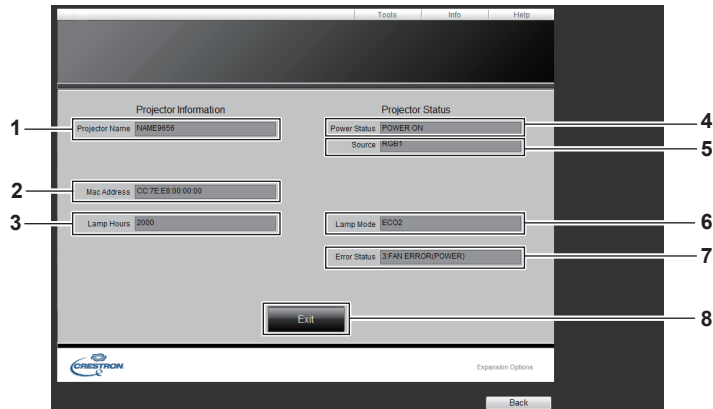 Tools Info Help
Projector Information
Projector Status
1 Projector Name NAME9656
Power Status POWER ON 4
Source RGB1 5
2 Mac Address CC:7E:E8:00:00:00
3 Lamp Hours 2000
Lamp Mode ECO2 6
Error Status 3:FAN ERROR(POWER) 7
Exit 8
CRESTRON
Expansion Options
Back